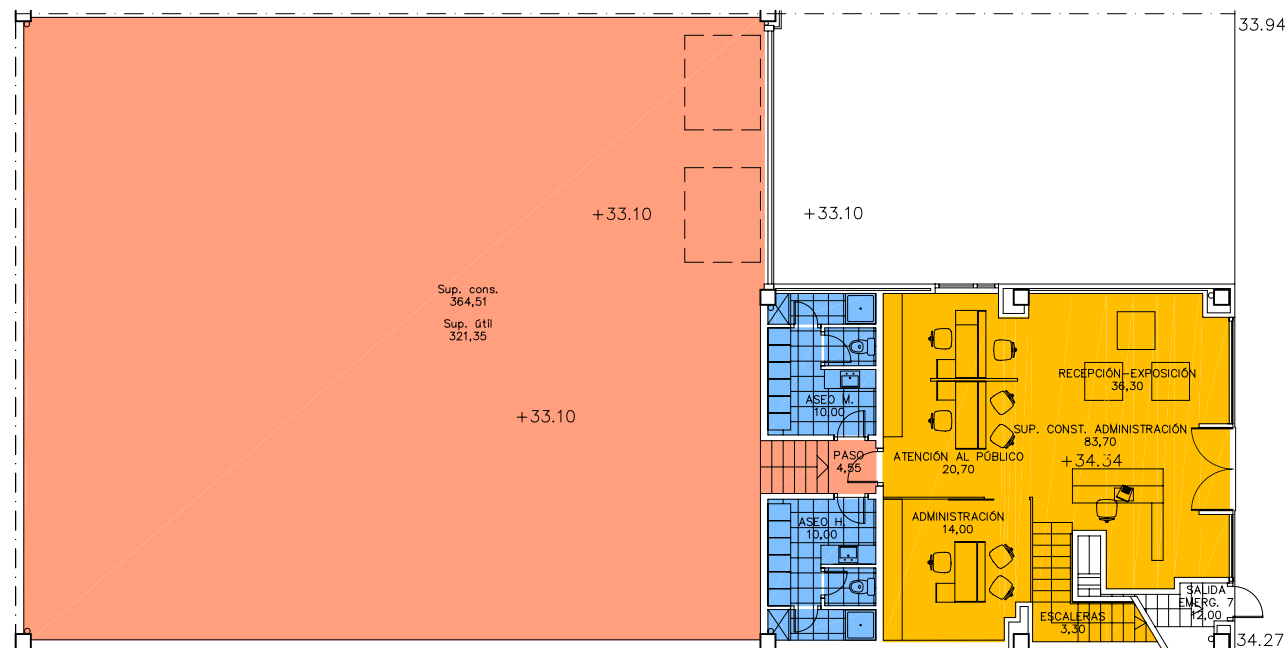 33.94
+33.10
+33.10
Sup. cons.
364,51
Sup. útil
321,35
RECEPCIÓN-EXPOSICIÓN
36,30
ASEO M.
10,00
+33.10
SUP. CONST. ADMINISTRACIÓN
83,70
PASO
4,55
ATENCIÓN AL PÚBLICO
20,70
+34.34
ASEO H.
10,00
ADMINISTRACIÓN
14,00
SALIDA
EMERG. 7
12,00
ESCALERAS
3,30
34.27